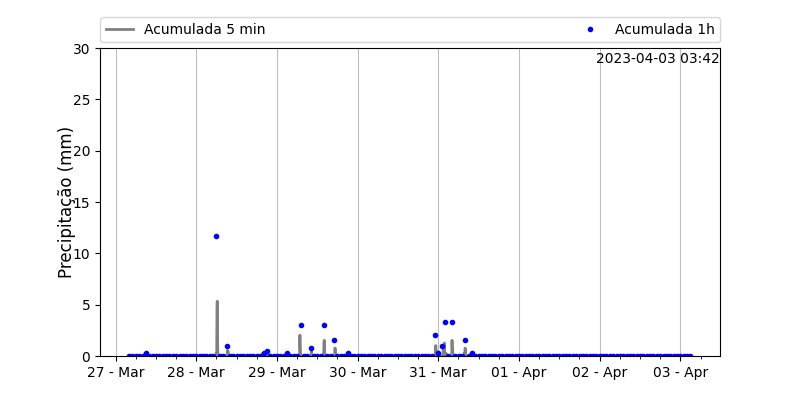 Acumulada 5 min
Acumulada 1h
2023-04-03 03:42
Precipitação (mm)
30
25
20
15
10
5
0
27 - Mar 28 - Mar 29 - Mar 30 - Mar 31 - Mar 01 - Apr 02 - Apr 03 - Apr